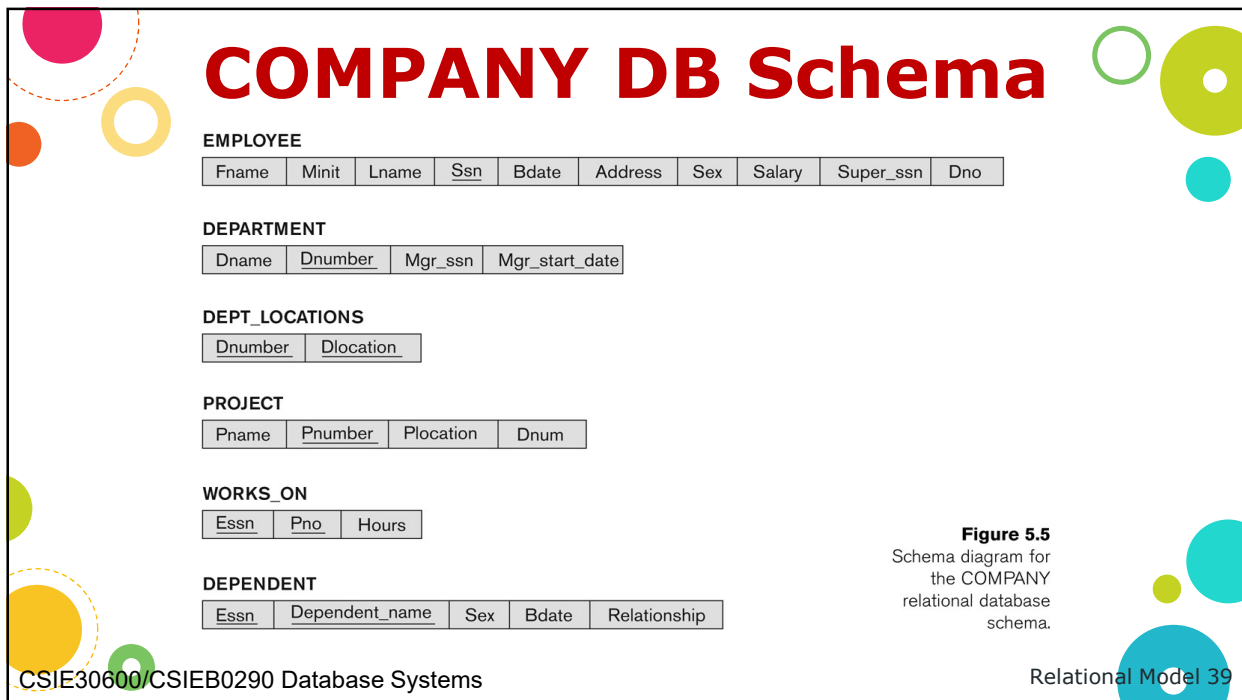 COMPANY DB Schema
EMPLOYEE
Fname Minit Lname Ssn Bdate Address Sex Salary Super_ssn Dno
DEPARTMENT
Dname Dnumber Mgr_ssn Mgr_start_date
DEPT_LOCATIONS
Dnumber Dlocation
PROJECT
Pname Pnumber Plocation Dnum
WORKS_ON
Essn Pno Hours
DEPENDENT
Essn Dependent_name Sex Bdate Relationship
Figure 5.5
Schema diagram for
the COMPANY
relational database
schema.
CSIE30600/CSIEB0290 Database Systems
Relational Model 39